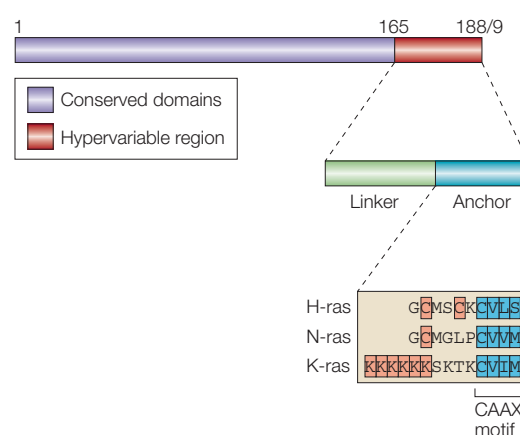 1 165 188/9
Conserved domains
Hypervariable region
Linker Anchor
H-ras GCMSCKCVLS
N-ras GCMGLPCVVM
K-ras KKKKKKSKTKCVIM
CAAX
motif